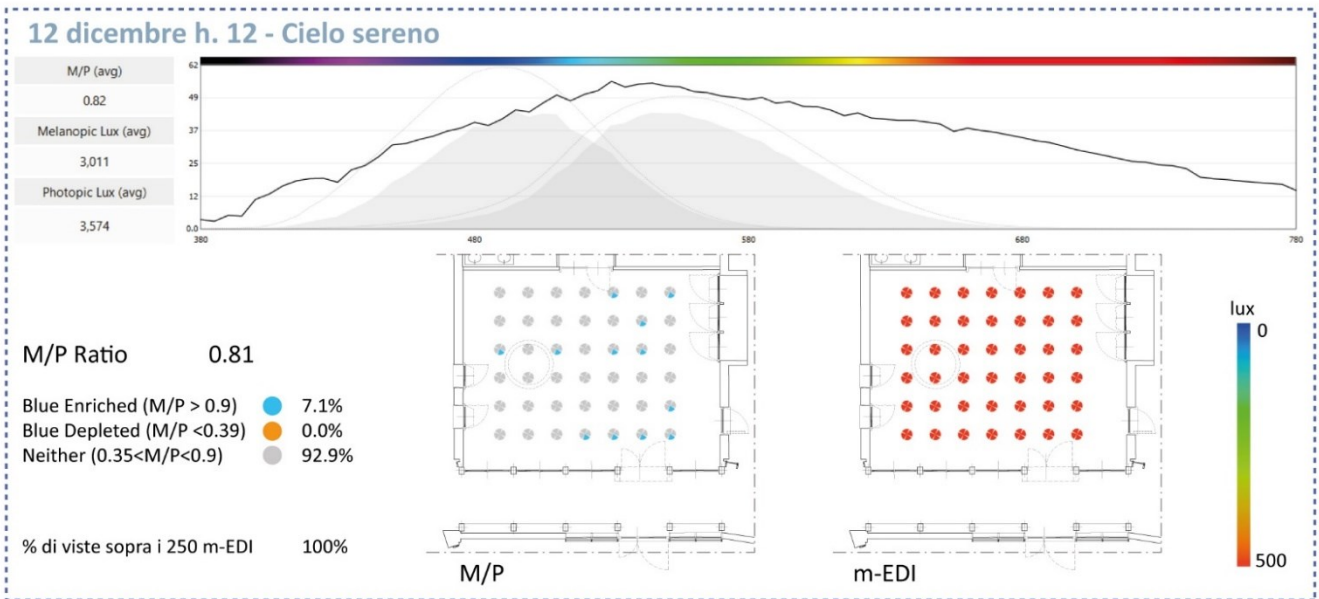 12 dicembre h. 12 - Cielo sereno
M/P (avg)
0.82
Melanopic Lux (avg)
3,011
Photopic Lux (avg)
3,574
62
49
37
25
12
0.0
380
480
580
680
780
M/P Ratio 0.81
Blue Enriched (M/P > 0.9) 7.1%
Blue Depleted (M/P <0.39) 0.0%
Neither (0.35<M/P<0.9) 92.9%
% di viste sopra i 250 m-EDI 100%
M/P
m-EDI
lux
0
500